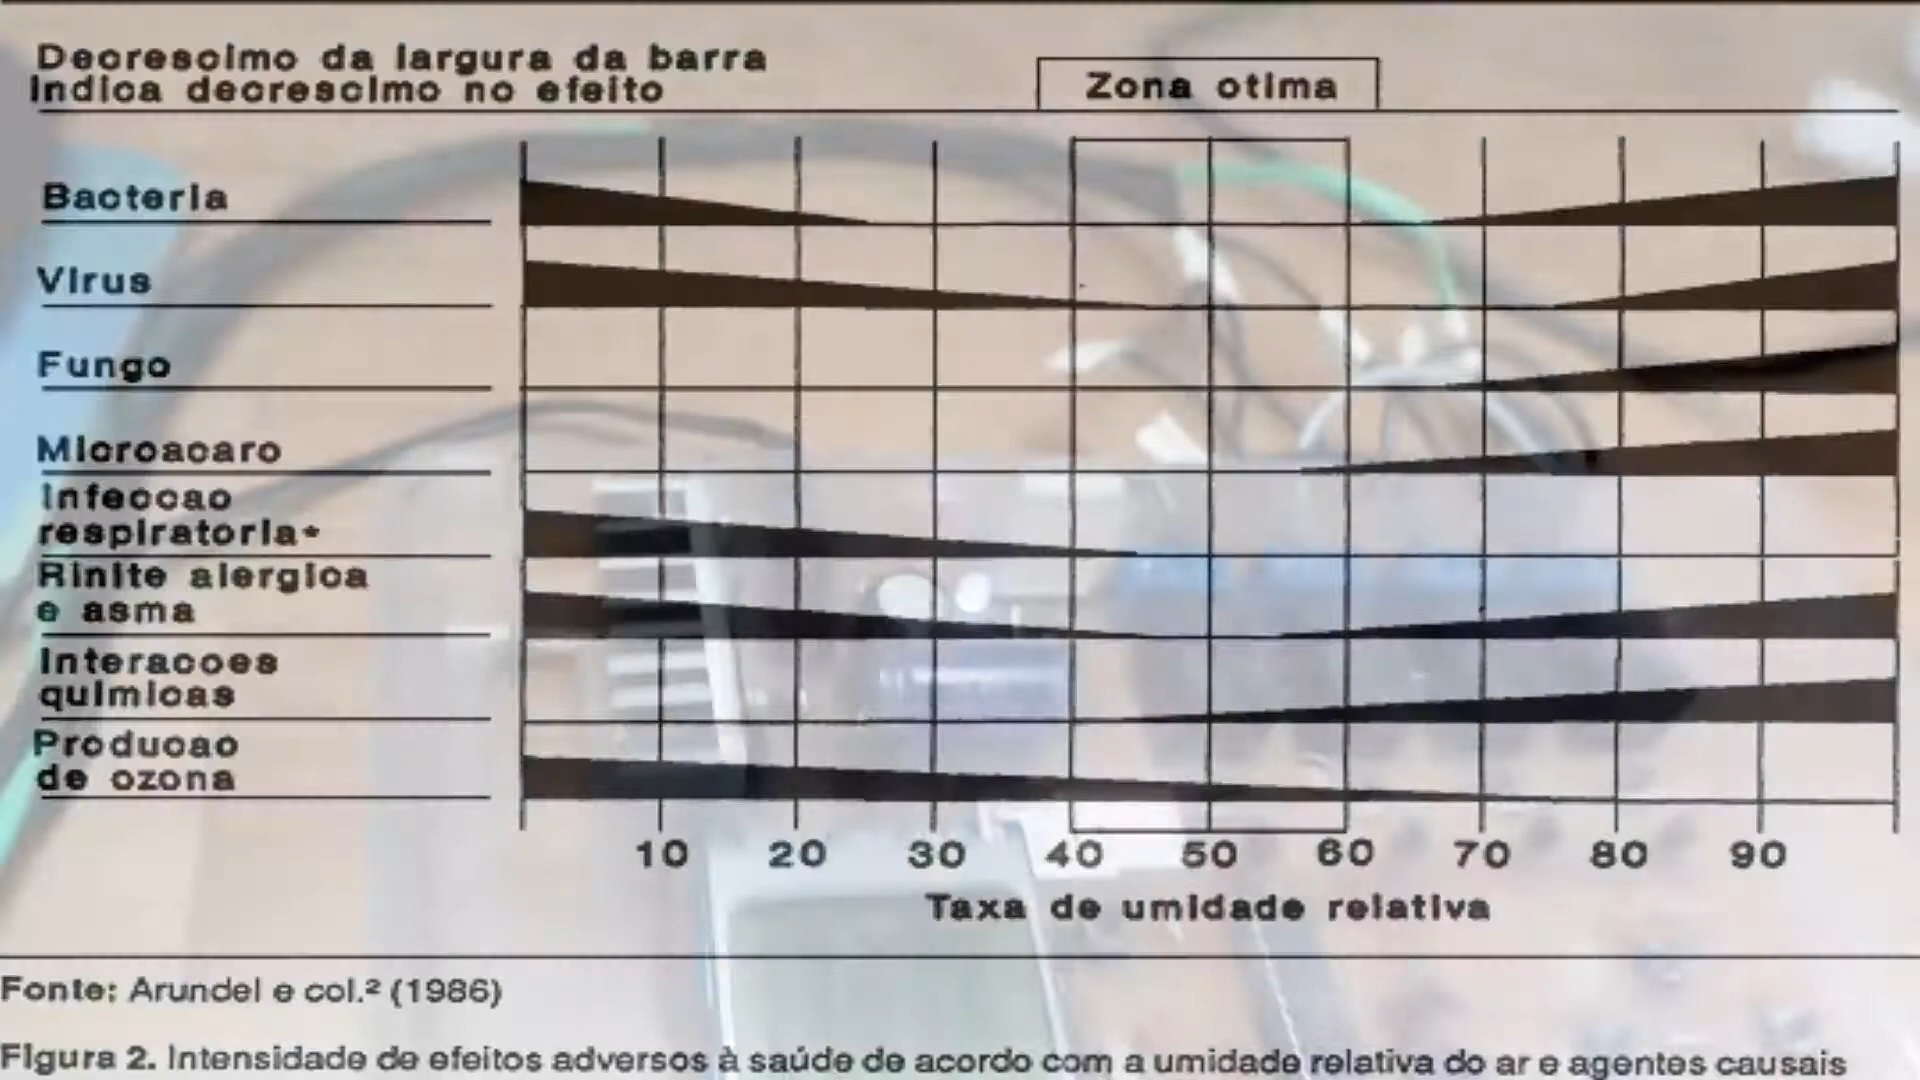 Decrescimo da largura da barra
indica decrescimo no efeito
Zona otima
Bacteria
Virus
Fungo
Microacaro
Infeccao
respiratoria*
Rinite alergica
e asma
Interacoes
quimicas
Producao
de ozona
10 20 30 40 50 60 70 80 90
Taxa de umidade relativa
Fonte: Arundel e col.² (1986)
Figura 2. Intensidade de efeitos adversos à saúde de acordo com a umidade relativa do ar e agentes causais